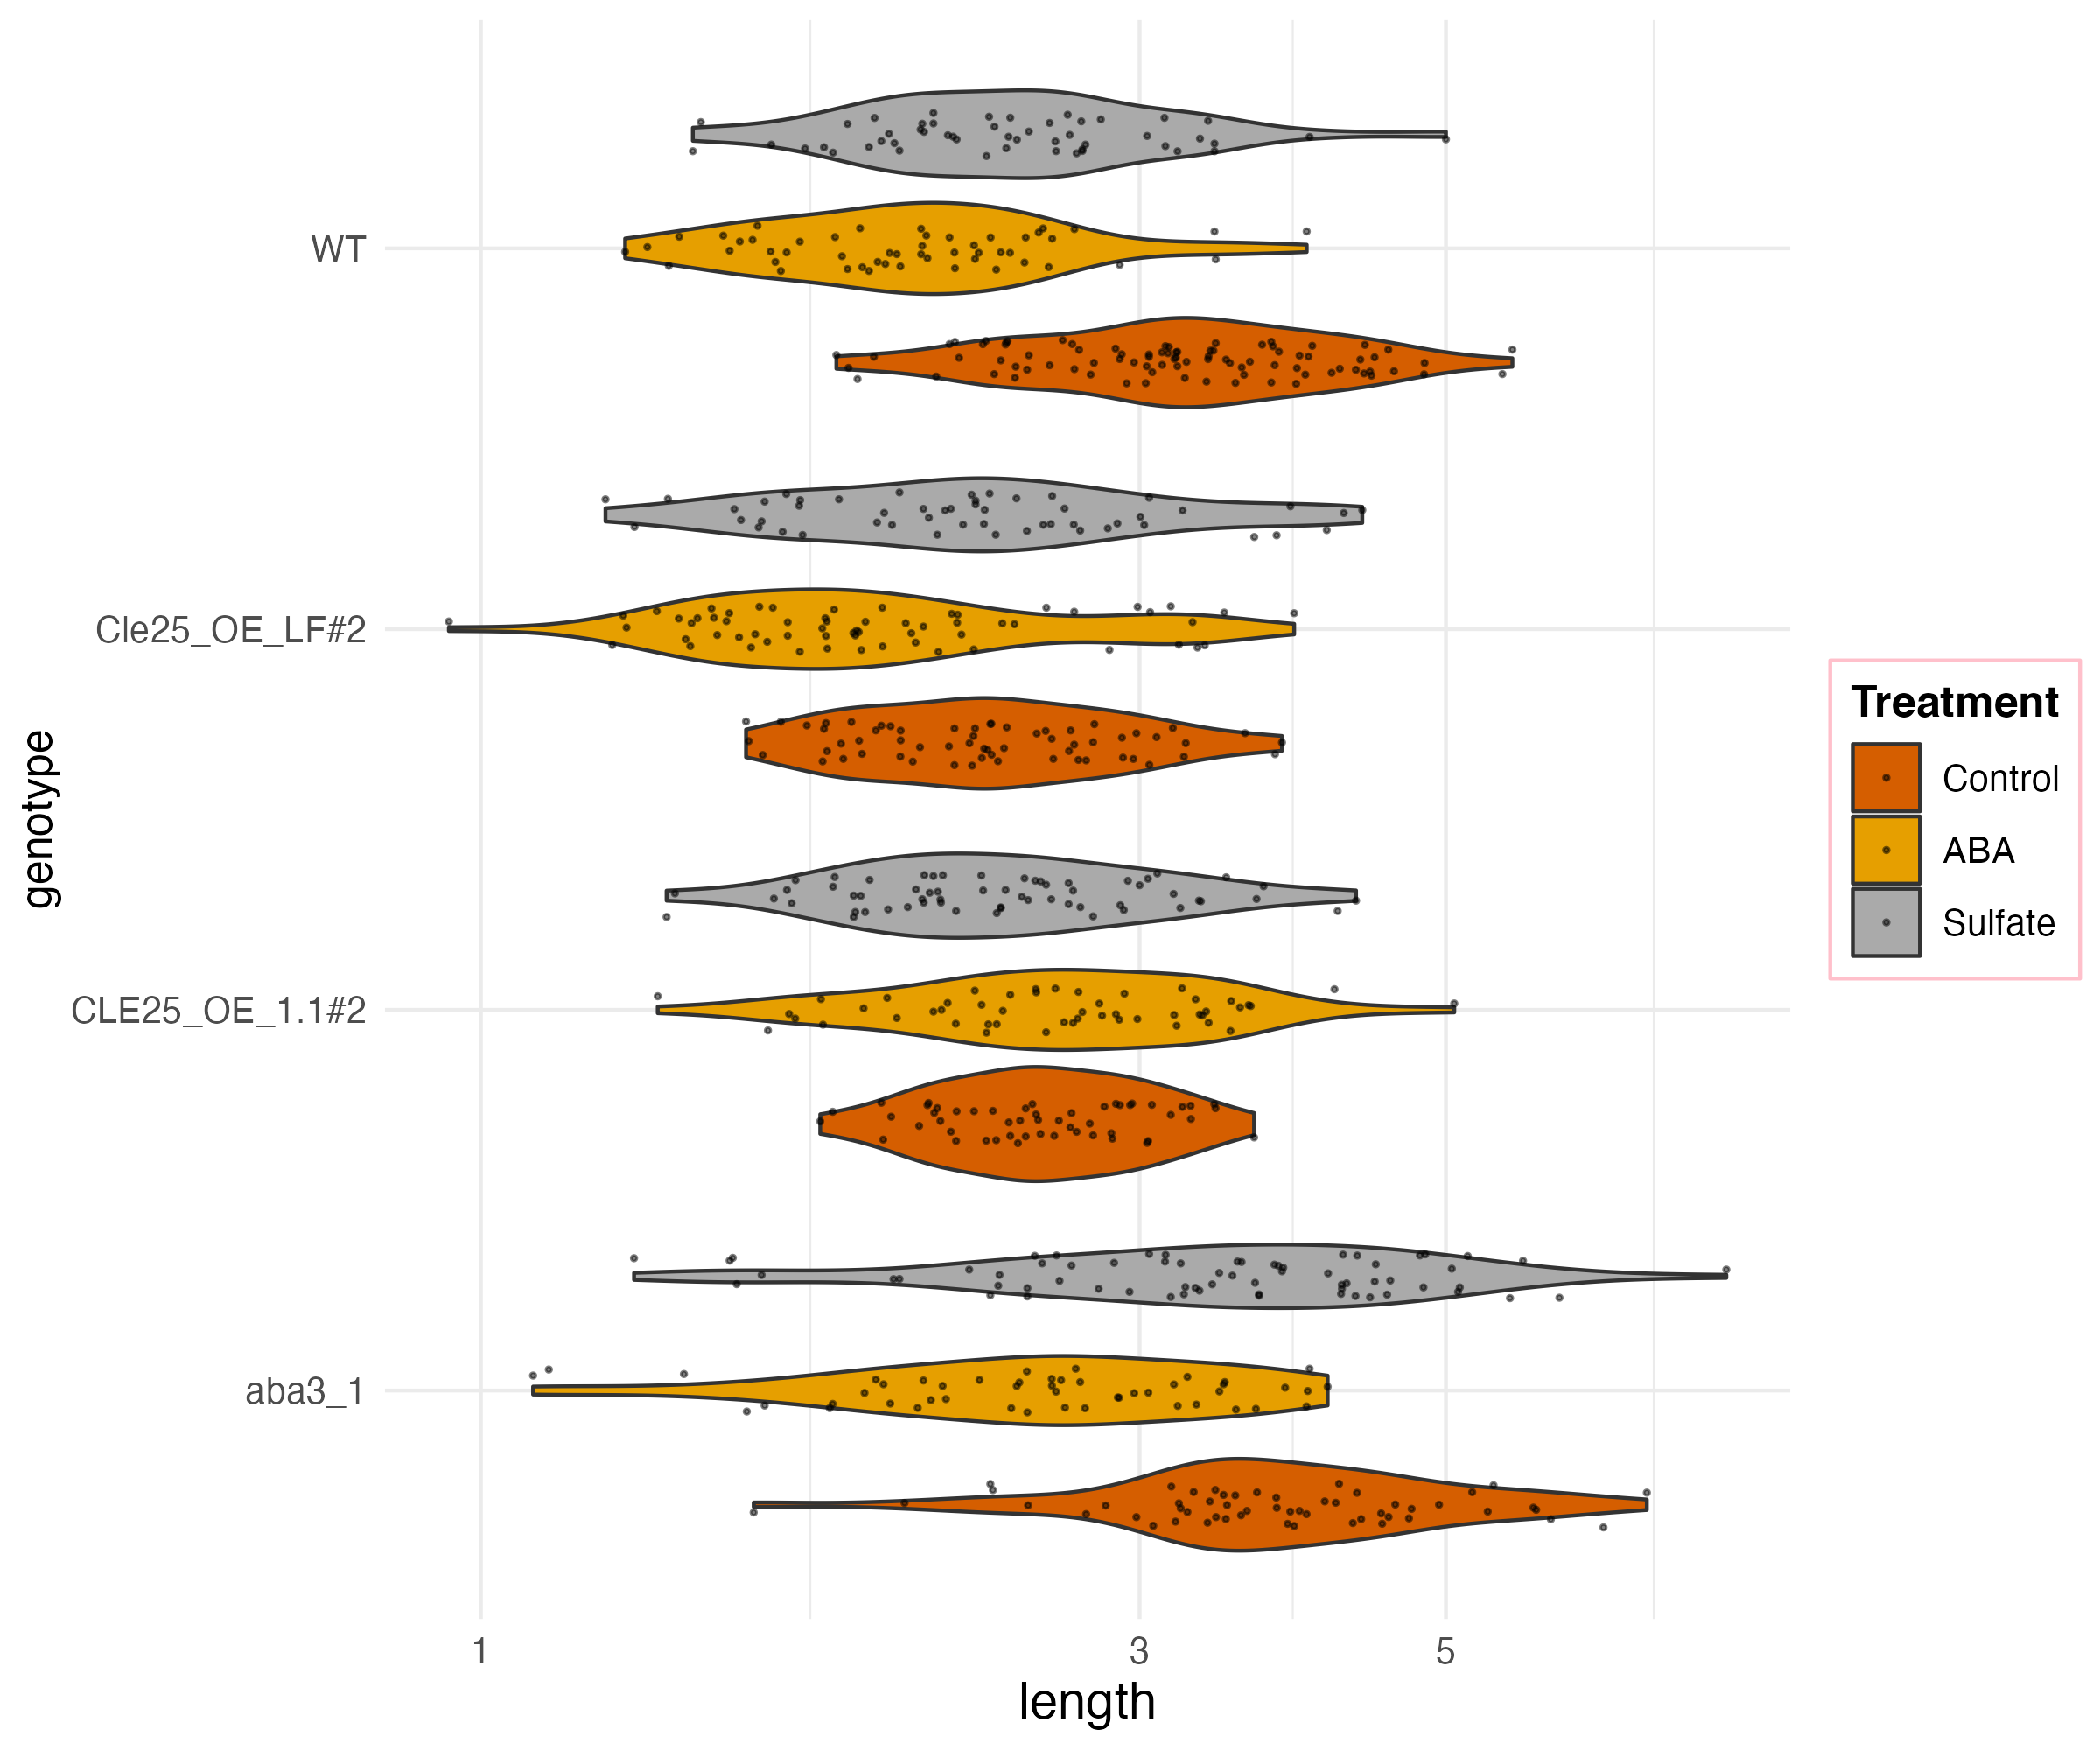 WT
Cle25_OE_LF#2
CLE25_OE_1.1#2
aba3_1
genotype
1 3 5
length
Treatment
Control
ABA
Sulfate